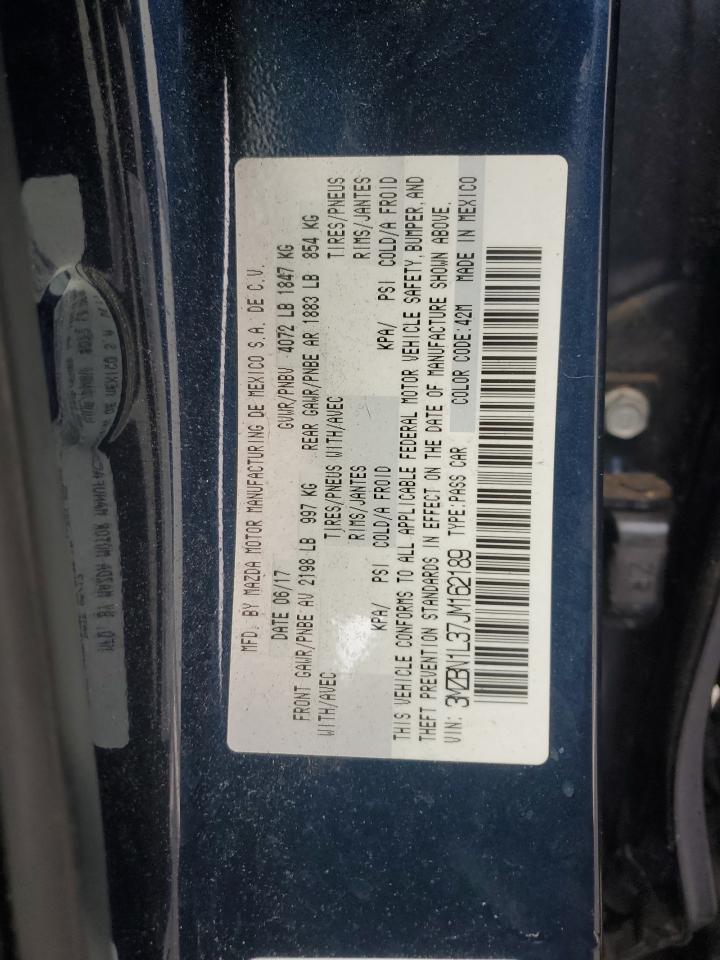 MFD. BY MAZDA MOTOR MANUFACTURING DE MEXICO S.A. DE C.V.
DATE 06/17 GVWR/PNBV 4072 LB 1847 KG
FRONT GAWR/PNBE AV 2198 LB 997 KG REAR GAWR/PNBE AR 1883 LB 854 KG
WITH/AVEC TIRES/PNEUS WITH/AVEC TIRES/PNEUS
RIMS/JANTES RIMS/JANTES
KPA/ PSI COLD/A FROID KPA/ PSI COLD/A FROID
THIS VEHICLE CONFORMS TO ALL APPLICABLE FEDERAL MOTOR VEHICLE SAFETY, BUMPER, AND
THEFT PREVENTION STANDARDS IN EFFECT ON THE DATE OF MANUFACTURE SHOWN ABOVE.
VIN: 3MZBN1L37JM162189 TYPE:PASS CAR COLOR CODE:42M MADE IN MEXICO